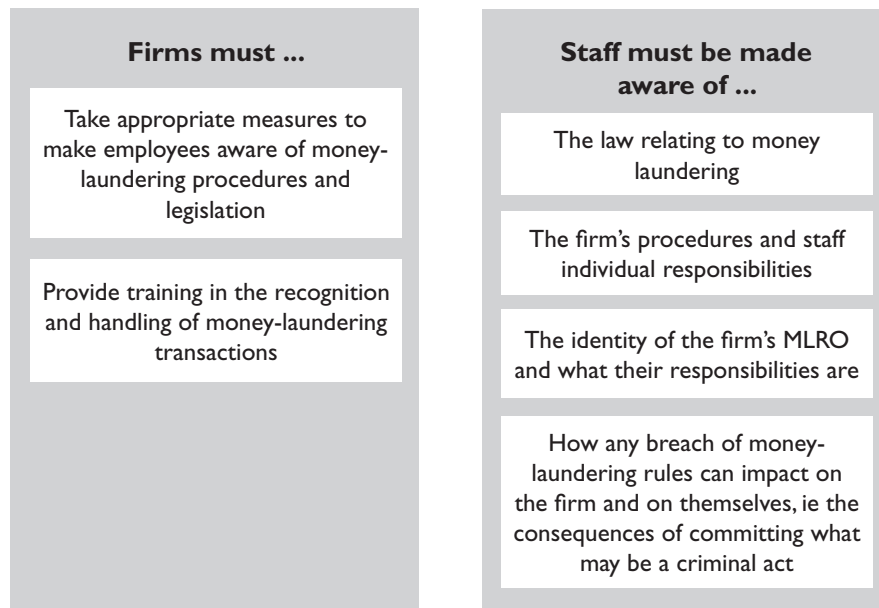 Firms must ...
Take appropriate measures to
make employees aware of money-
laundering procedures and
legislation
Provide training in the recognition
and handling of money-laundering
transactions
Staff must be made
aware of ...
The law relating to money
laundering
The firm's procedures and staff
individual responsibilities
The identity of the firm's MLRO
and what their responsibilities are
How any breach of money-
laundering rules can impact on
the firm and on themselves, ie the
consequences of committing what
may be a criminal act